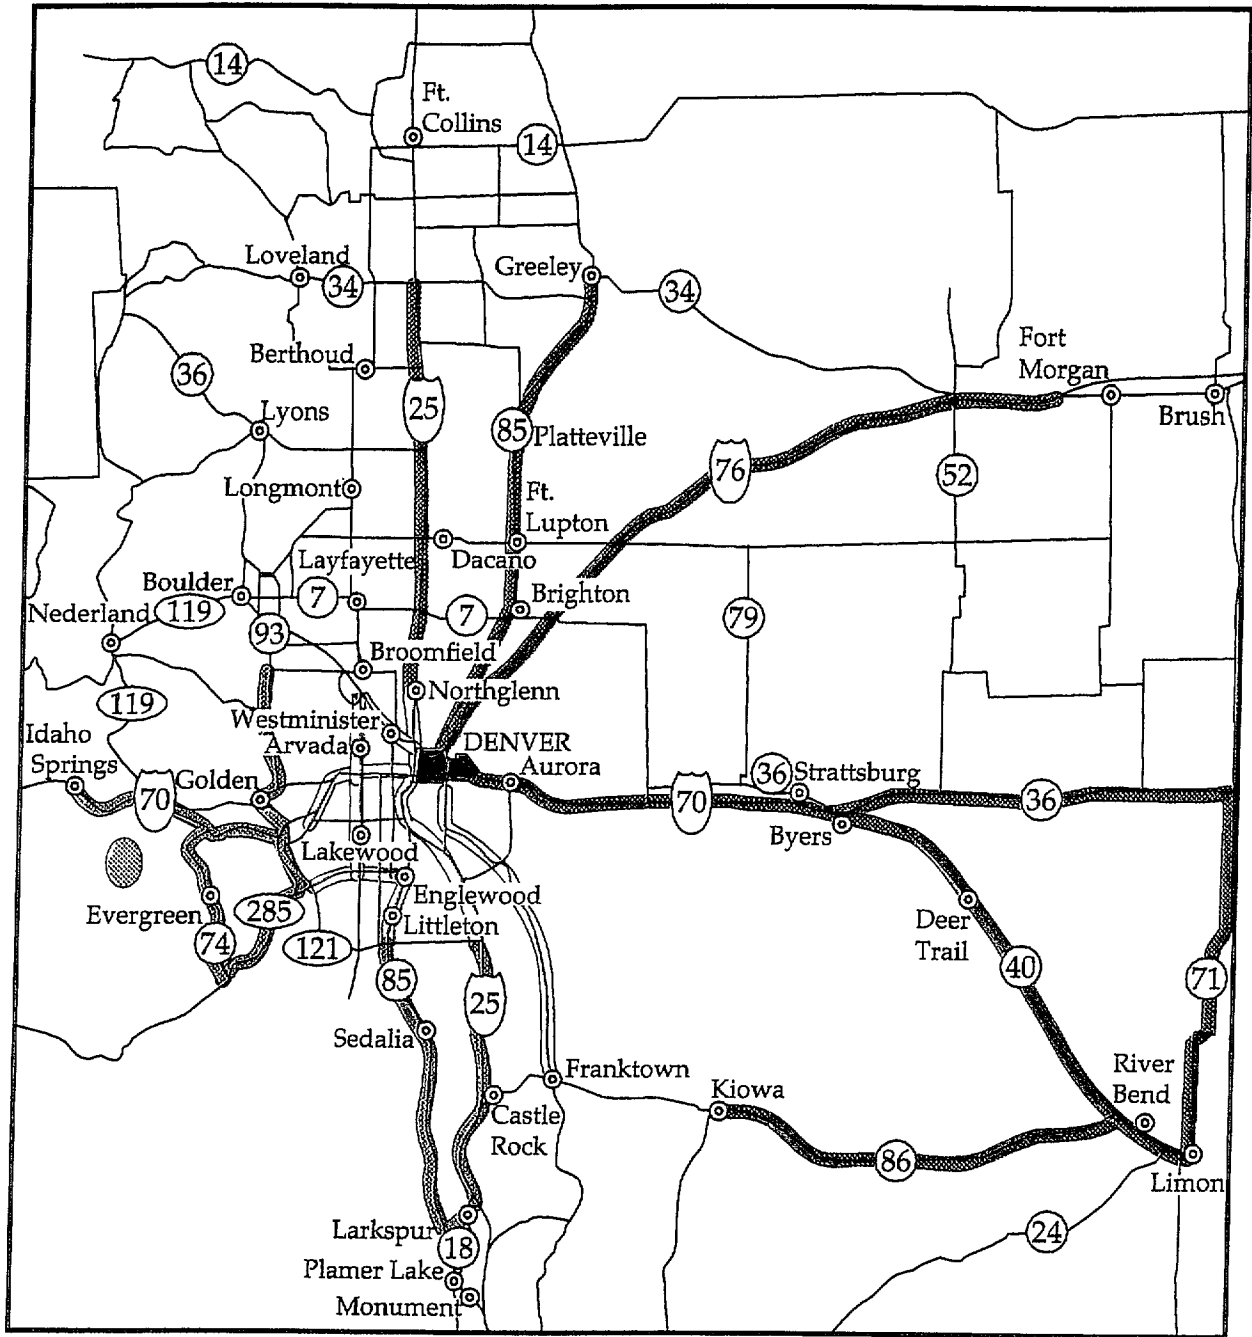 14
Ft.
Collins
14
Loveland
34
Greeley
34
Fort
Morgan
Berthoud
36
25
Lyons
Brush
85
Platteville
76
52
Longmont
Ft.
Lupton
Layfayette
Dacano
Boulder
Nederland
119
7
7
Brighton
79
93
Broomfield
119
Northglenn
Westminister
Arvada
DENVER
Aurora
Idaho
Springs
70
Golden
36
Strattsburg
70
36
Byers
Lakewood
Evergreen
285
Englewood
Littleton
Deer
Trail
74
121
85
25
40
71
Sedalia
Franktown
Kiowa
River
Bend
Castle
Rock
86
Limon
Larkspur
18
24
Plamer Lake
Monument